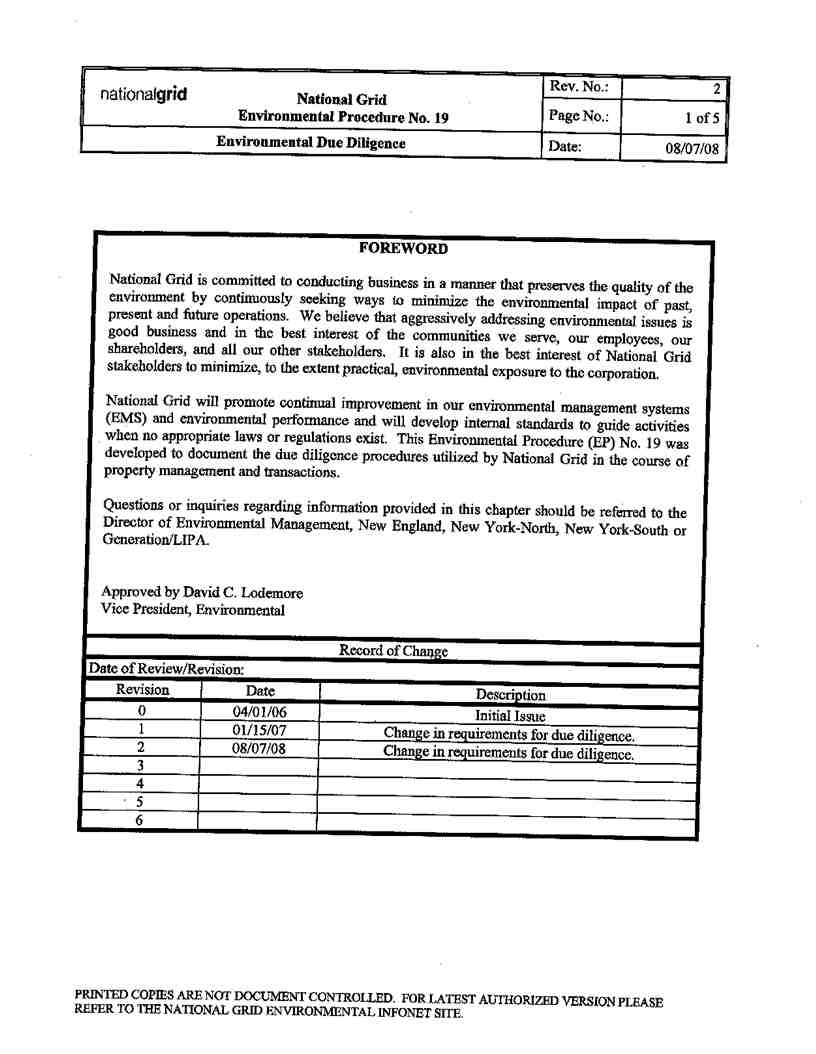 nationalgrid
National Grid
Environmental Procedure No. 19
Rev. No.: 2
Page No.: 1 of 5
Environmental Due Diligence
Date: 08/07/08
FOREWORD
National Grid is committed to conducting business in a manner that preserves the quality of the
environment by continuously seeking ways to minimize the environmental impact of past,
present and future operations. We believe that aggressively addressing environmental issues is
good business and in the best interest of the communities we serve, our employees, our
shareholders, and all our other stakeholders. It is also in the best interest of National Grid
stakeholders to minimize, to the extent practical, environmental exposure to the corporation.
National Grid will promote continual improvement in our environmental management systems
(EMS) and environmental performance and will develop internal standards to guide activities
when no appropriate laws or regulations exist. This Environmental Procedure (EP) No. 19 was
developed to document the due diligence procedures utilized by National Grid in the course of
property management and transactions.
Questions or inquiries regarding information provided in this chapter should be referred to the
Director of Environmental Management, New England, New York-North, New York-South or
Generation/LIPA.
Approved by David C. Lodemore
Vice President, Environmental
Record of Change
Date of Review/Revision:
Revision Date Description
0 04/01/06 Initial Issue
1 01/15/07 Change in requirements for due diligence.
2 08/07/08 Change in requirements for due diligence.
3
4
5
6
PRINTED COPIES ARE NOT DOCUMENT CONTROLLED. FOR LATEST AUTHORIZED VERSION PLEASE
REFER TO THE NATIONAL GRID ENVIRONMENTAL INFONET SITE.